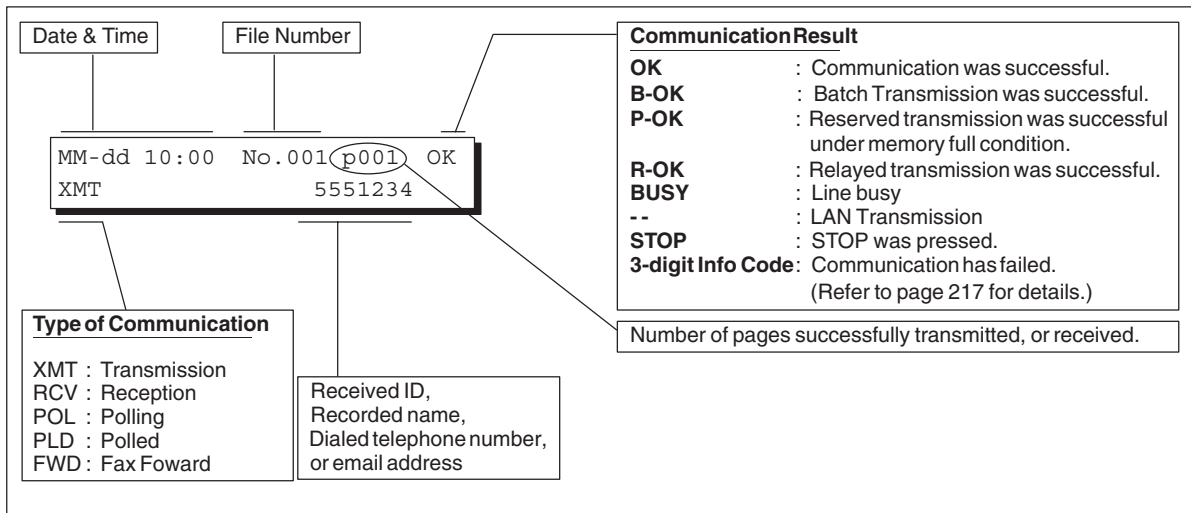 Date & Time
File Number
MM-dd 10:00 No.001 p001 OK
XMT 5551234
Communication Result
OK : Communication was successful.
B-OK : Batch Transmission was successful.
P-OK : Reserved transmission was successful
under memory full condition.
R-OK : Relayed transmission was successful.
BUSY : Line busy
- - : LAN Transmission
STOP : STOP was pressed.
3-digit Info Code : Communication has failed.
(Refer to page 217 for details.)
Number of pages successfully transmitted, or received.
Type of Communication
XMT : Transmission
RCV : Reception
POL : Polling
PLD : Polled
FWD : Fax Foward
Received ID,
Recorded name,
Dialed telephone number,
or email address